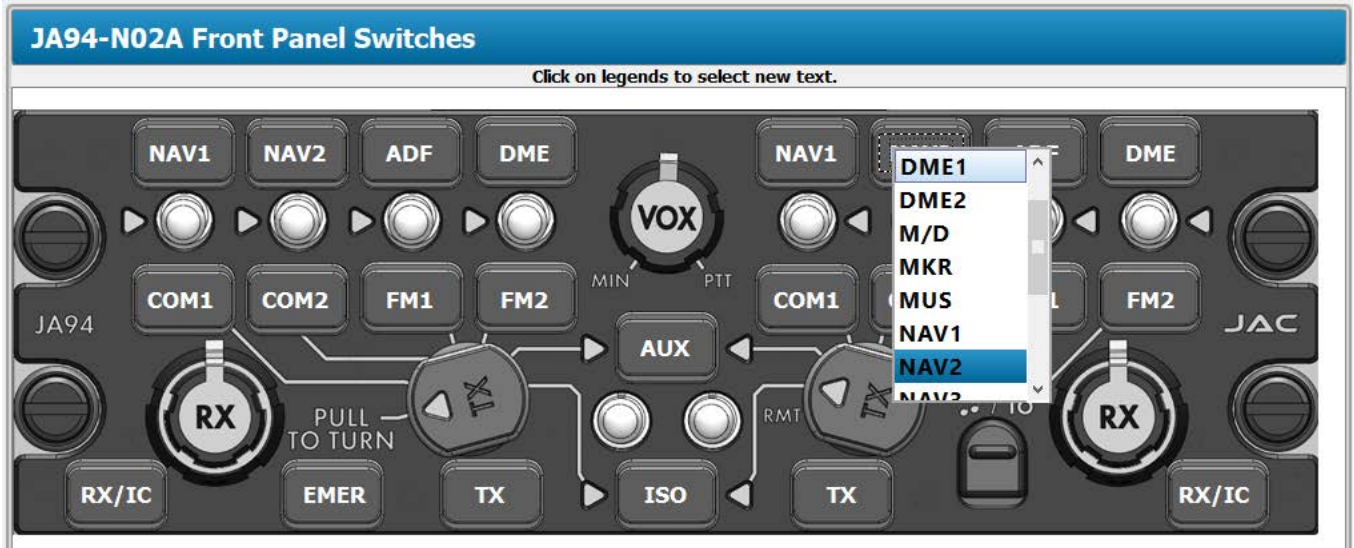 JA94-N02A Front Panel Switches
Click on legends to select new text.
NAV1 NAV2 ADF DME NAV1 DME
DME1
DME2
M/D
MKR
MUS
NAV1
NAV2
NAV3
VOX
MIN PTT
COM1 COM2 FM1 FM2 COM1 FM2
JA94
AUX
JAC
RX
PULL
TO TURN
TX
RMT
TX
RX
RX/IC EMER TX ISO TX RX/IC